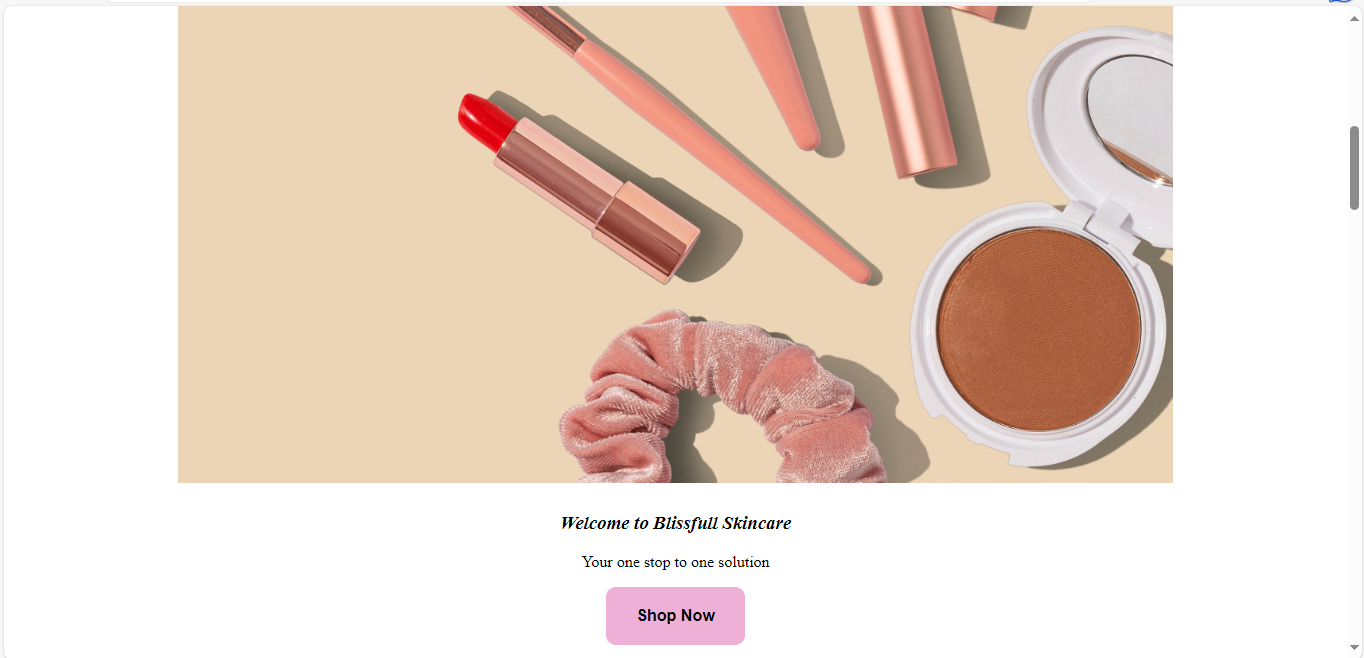 Welcome to Blissfull Skincare
Your one stop to one solution
Shop Now